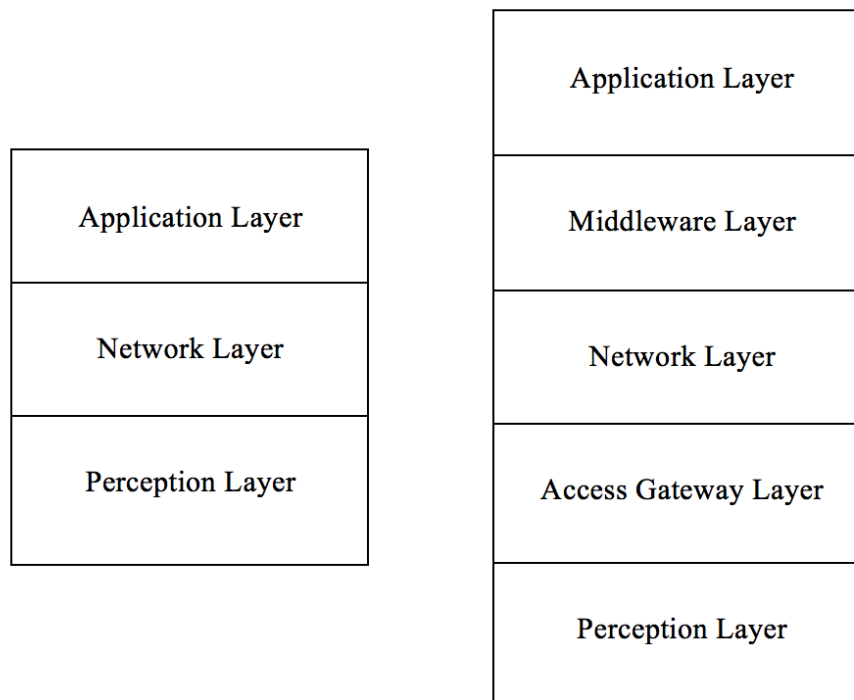 Application Layer
Network Layer
Perception Layer
Application Layer
Middleware Layer
Network Layer
Access Gateway Layer
Perception Layer